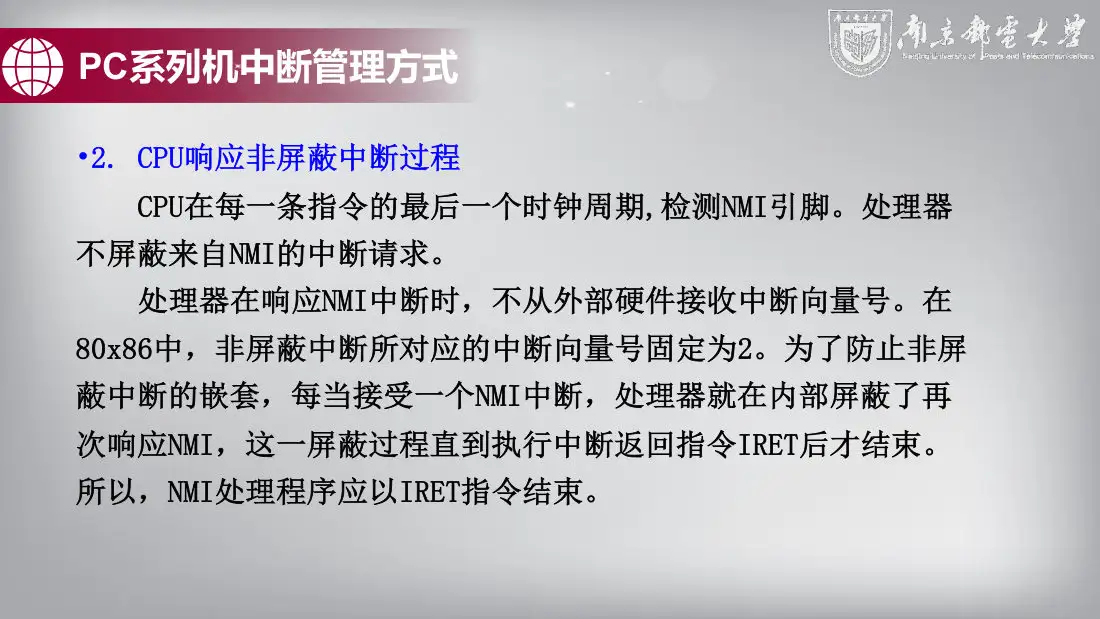 PC系列机中断管理方式
南京邮电大学
Nanjing University of Posts and Telecommunications
•2. CPU响应非屏蔽中断过程
CPU在每一条指令的最后一个时钟周期,检测NMI引脚。处理器
不屏蔽来自NMI的中断请求。
处理器在响应NMI中断时，不从外部硬件接收中断向量号。在
80x86中，非屏蔽中断所对应的中断向量号固定为2。为了防止非屏
蔽中断的嵌套，每当接受一个NMI中断，处理器就在内部屏蔽了再
次响应NMI，这一屏蔽过程直到执行中断返回指令IRET后才结束。
所以，NMI处理程序应以IRET指令结束。